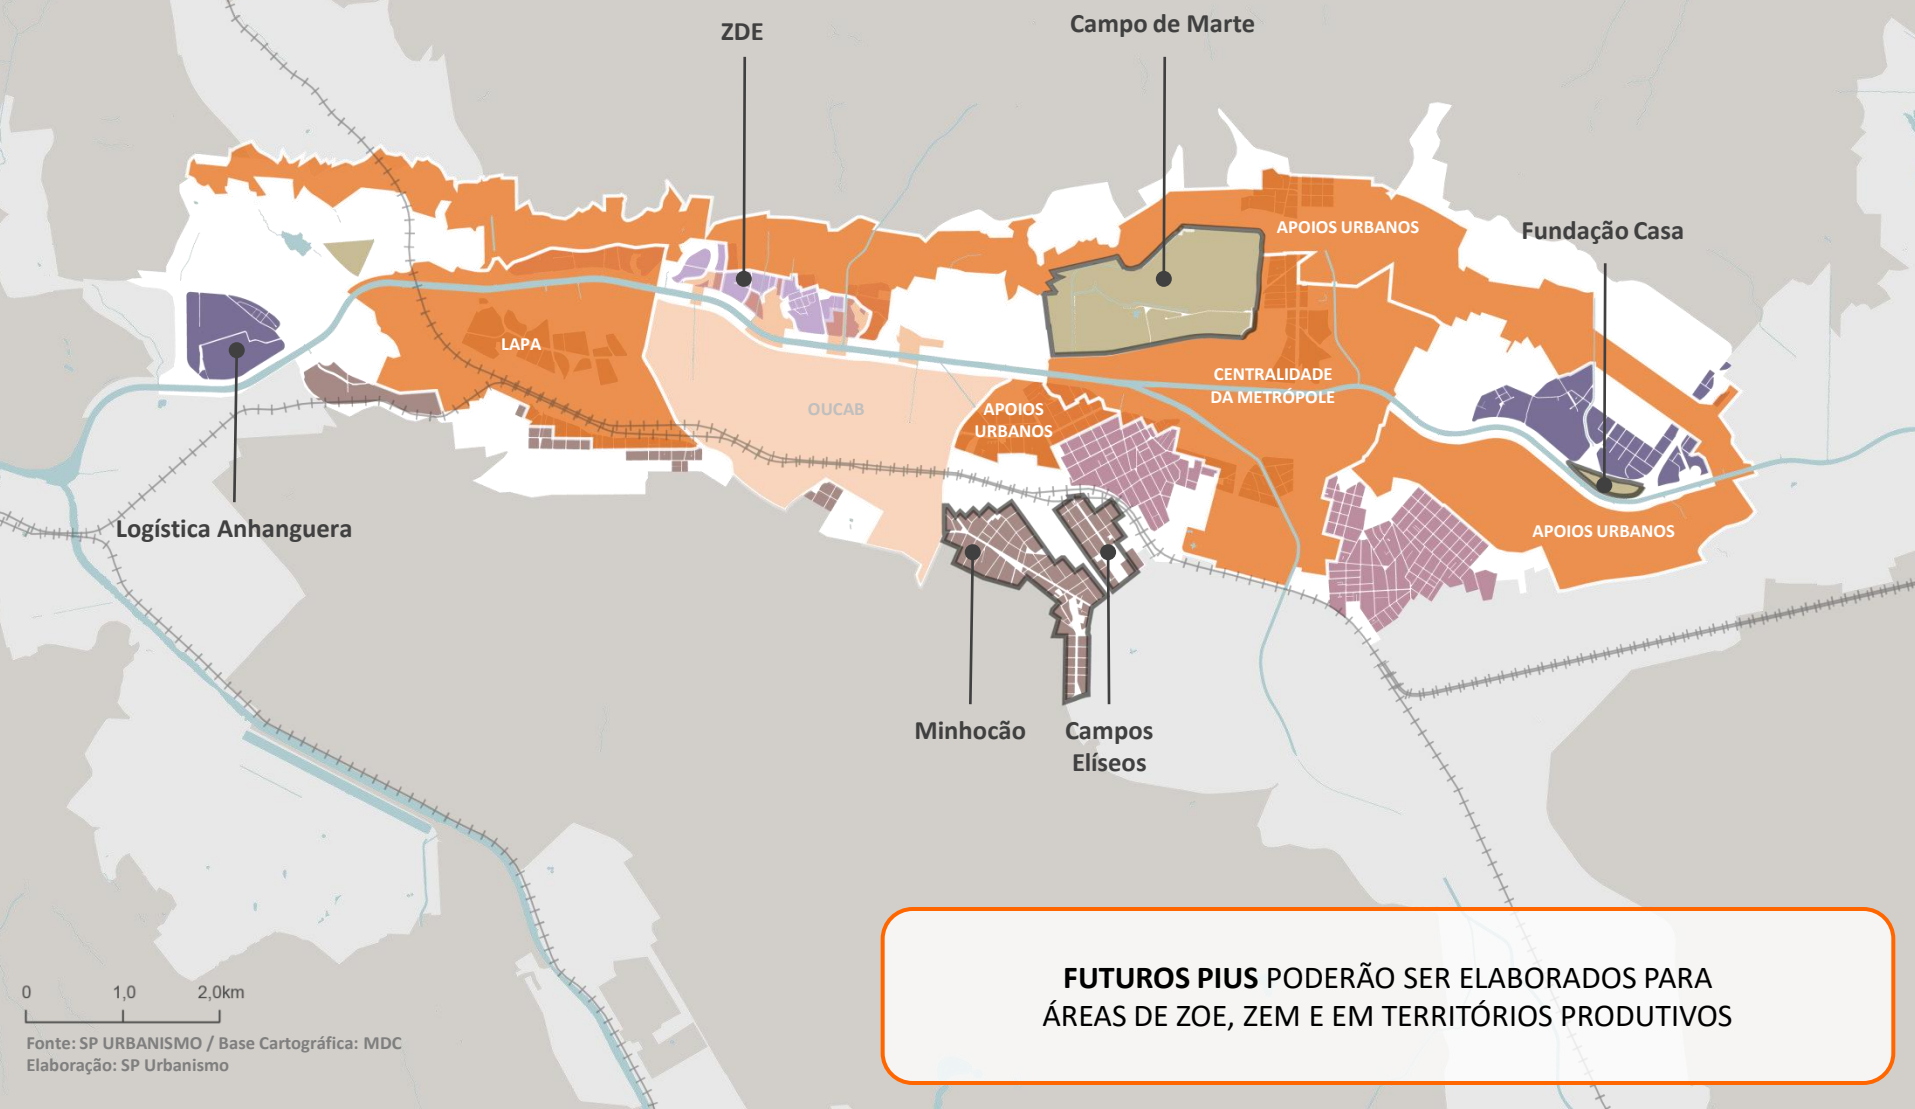 ZDE
Campo de Marte
APOIOS URBANOS
Fundação Casa
LAPA
CENTRALIDADE
DA METRÓPOLE
OUCAB
APOIOS
URBANOS
Logística Anhanguera
APOIOS URBANOS
Minhocão
Campos
Elíseos
FUTUROS PIUS PODERÃO SER ELABORADOS PARA
ÁREAS DE ZOE, ZEM E EM TERRITÓRIOS PRODUTIVOS
0 1,0 2,0km
Fonte: SP URBANISMO / Base Cartográfica: MDC
Elaboração: SP Urbanismo